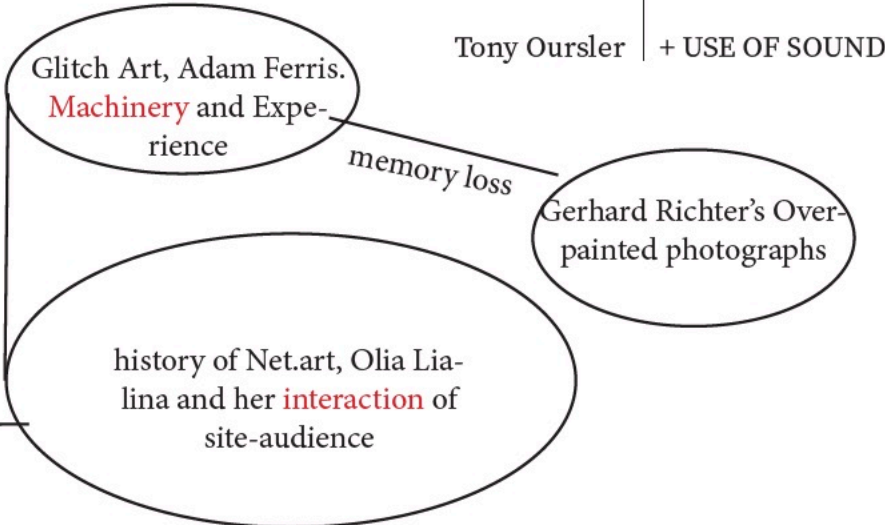 Tony Oursler + USE OF SOUND
Glitch Art, Adam Ferris.
Machinery and Expe-
rience
memory loss
Gerhard Richter's Over-
painted photographs
history of Net.art, Olia Lia-
lina and her interaction of
site-audience